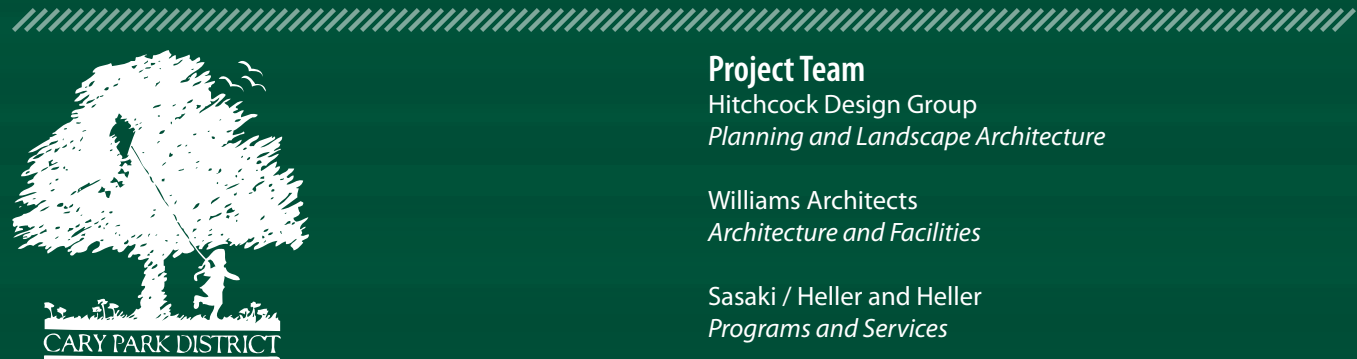 Project Team
Hitchcock Design Group
Planning and Landscape Architecture
Williams Architects
Architecture and Facilities
Sasaki / Heller and Heller
Programs and Services
CARY PARK DISTRICT